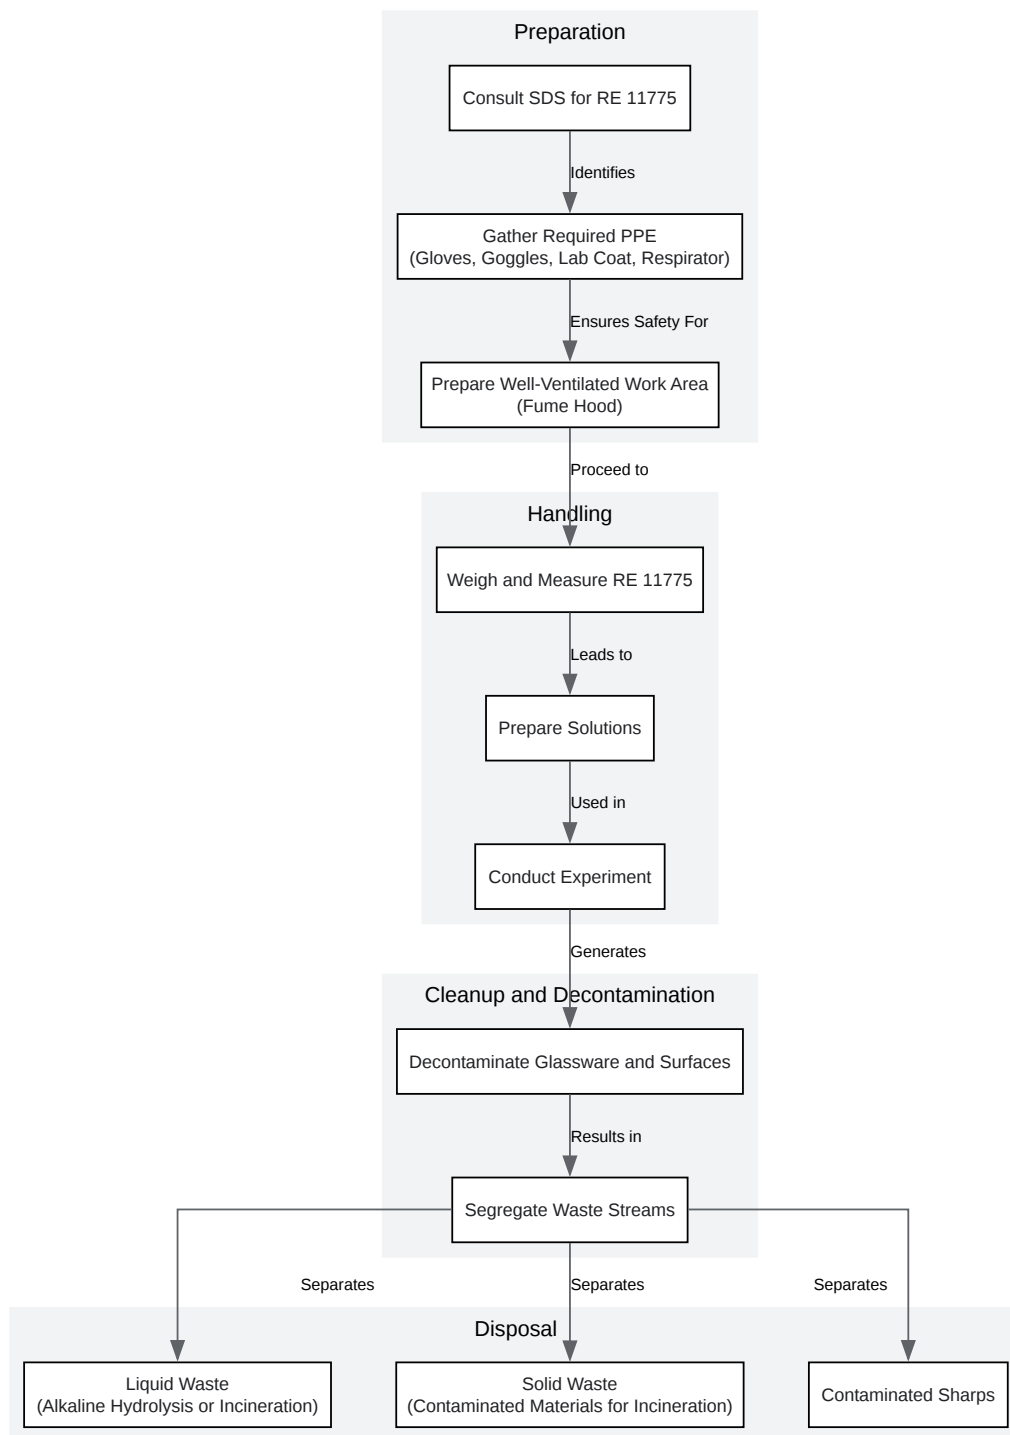 Preparation
Consult SDS for RE 11775
Identifies
Gather Required PPE
(Gloves, Goggles, Lab Coat, Respirator)
Ensures Safety For
Prepare Well-Ventilated Work Area
(Fume Hood)
Proceed to
Handling
Weigh and Measure RE 11775
Leads to
Prepare Solutions
Used in
Conduct Experiment
Generates
Cleanup and Decontamination
Decontaminate Glassware and Surfaces
Results in
Segregate Waste Streams
Separates
Separates
Separates
Disposal
Liquid Waste
(Alkaline Hydrolysis or Incineration)
Solid Waste
(Contaminated Materials for Incineration)
Contaminated Sharps